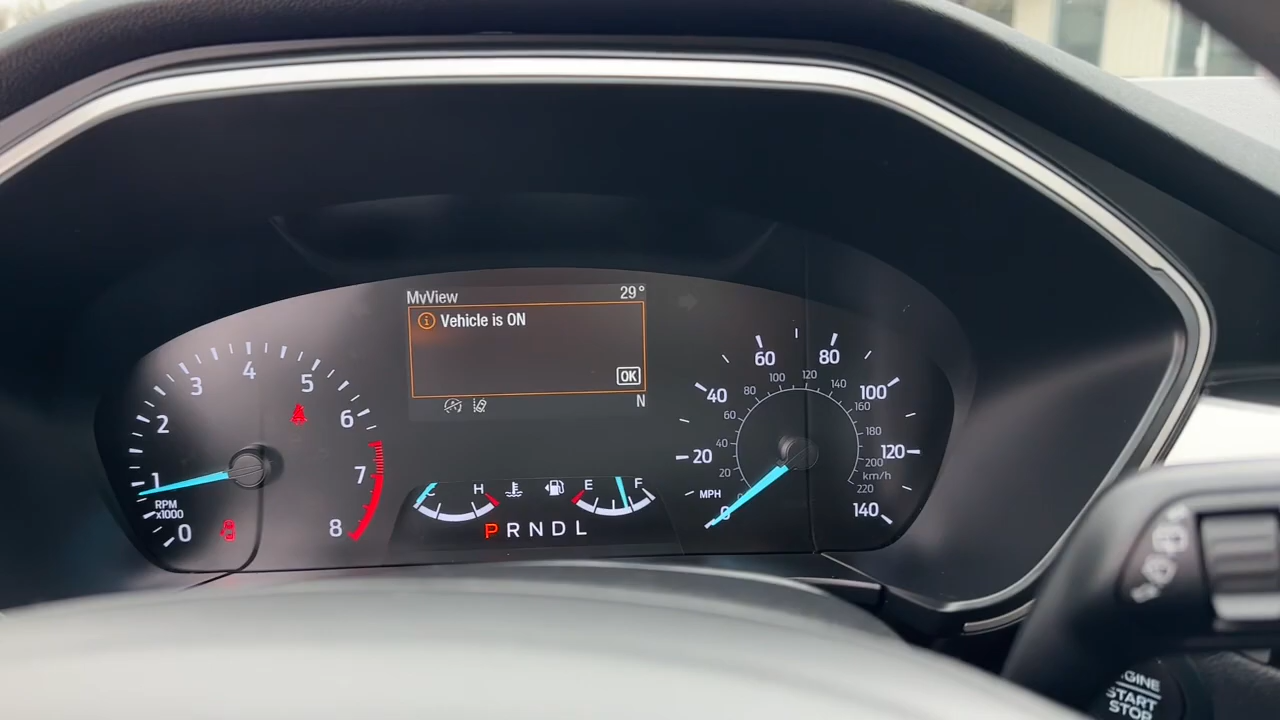 MyView 29°
Vehicle is ON
OK
N
0 1 2 3 4 5 6 7 8
RPM
x1000
C H
E F
P R N D L
0 20 40 60 80 100 120 140
MPH
20 40 60 80 100 120 140 160 180 200 220
km/h
GINE
START
STOP